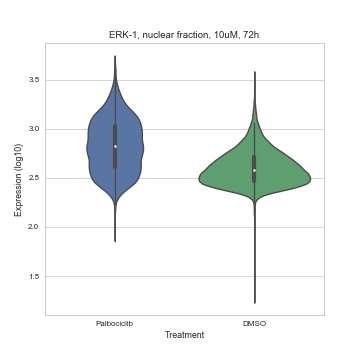 ERK-1, nuclear fraction, 10uM, 72h
3.5
3.0
2.5
2.0
1.5
Expression (log10)
Palbociclib
DMSO
Treatment